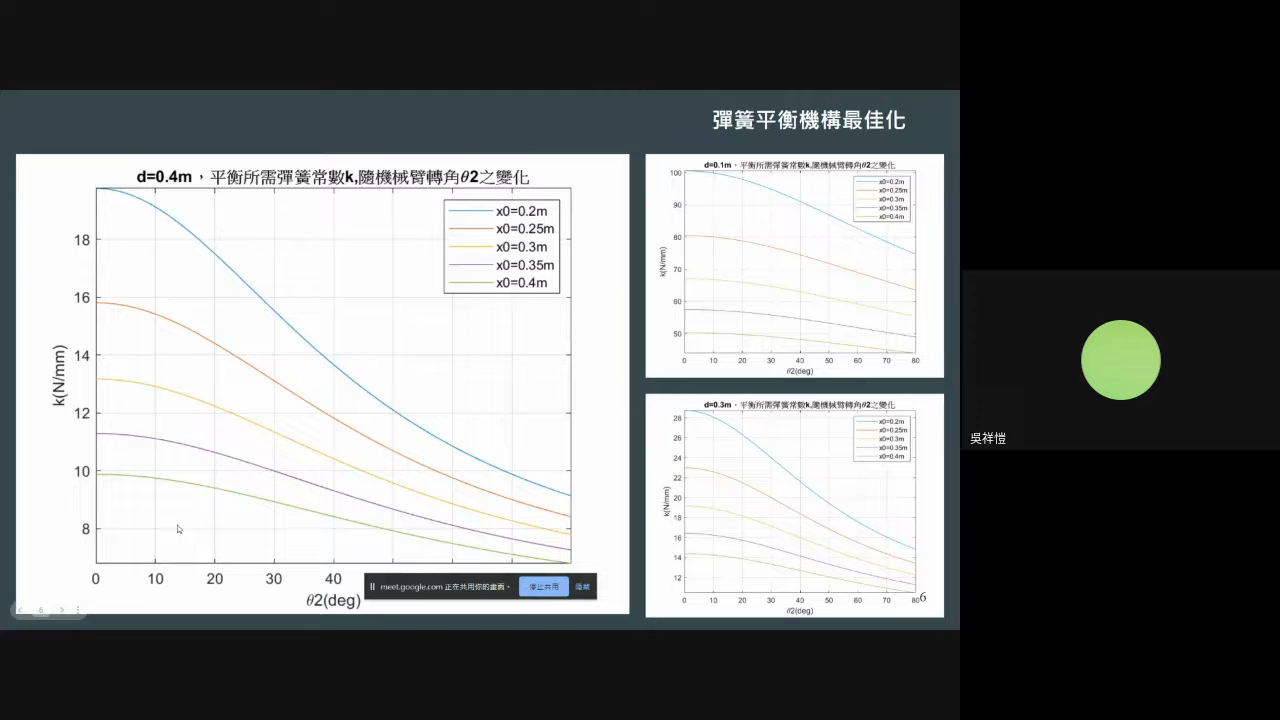 彈簧平衡機構最佳化
d=0.4m，平衡所需彈簧常數k,隨機械臂轉角θ2之變化
x0=0.2m
x0=0.25m
x0=0.3m
x0=0.35m
x0=0.4m
18
16
14
12
10
8
k(N/mm)
0 10 20 30 40
θ2(deg)
meet.google.com 正在共用你的畫面。
停止共用
隱藏
6
d=0.1m，平衡所需彈簧常數k,隨機械臂轉角θ2之變化
x0=0.2m
x0=0.25m
x0=0.3m
x0=0.35m
x0=0.4m
100
90
80
70
60
50
k(N/mm)
0 10 20 30 40 50 60 70 80
θ2(deg)
d=0.3m，平衡所需彈簧常數k,隨機械臂轉角θ2之變化
x0=0.2m
x0=0.25m
x0=0.3m
x0=0.35m
x0=0.4m
28
26
24
22
20
18
16
14
12
k(N/mm)
0 10 20 30 40 50 60 70 80
θ2(deg)
6
吳祥愷